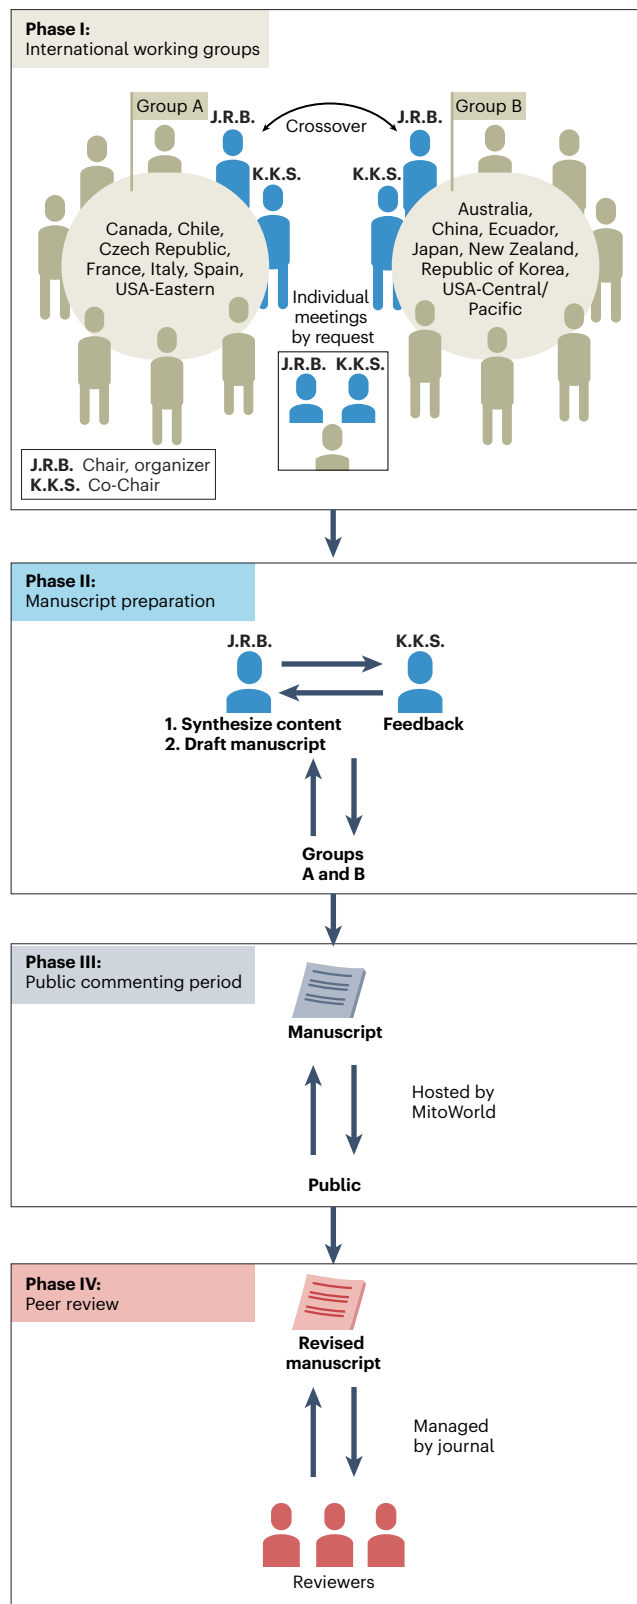 Phase I:
International working groups
Group A
J.R.B.
Crossover
J.R.B.
Group B
K.K.S.
K.K.S.
Canada, Chile,
Czech Republic,
France, Italy, Spain,
USA-Eastern
Australia,
China, Ecuador,
Japan, New Zealand,
Republic of Korea,
USA-Central/
Pacific
Individual
meetings
by request
J.R.B. K.K.S.
J.R.B. Chair, organizer
K.K.S. Co-Chair
Phase II:
Manuscript preparation
J.R.B.
K.K.S.
1. Synthesize content
2. Draft manuscript
Feedback
Groups
A and B
Phase III:
Public commenting period
Manuscript
Hosted by
MitoWorld
Public
Phase IV:
Peer review
Revised
manuscript
Managed
by journal
Reviewers